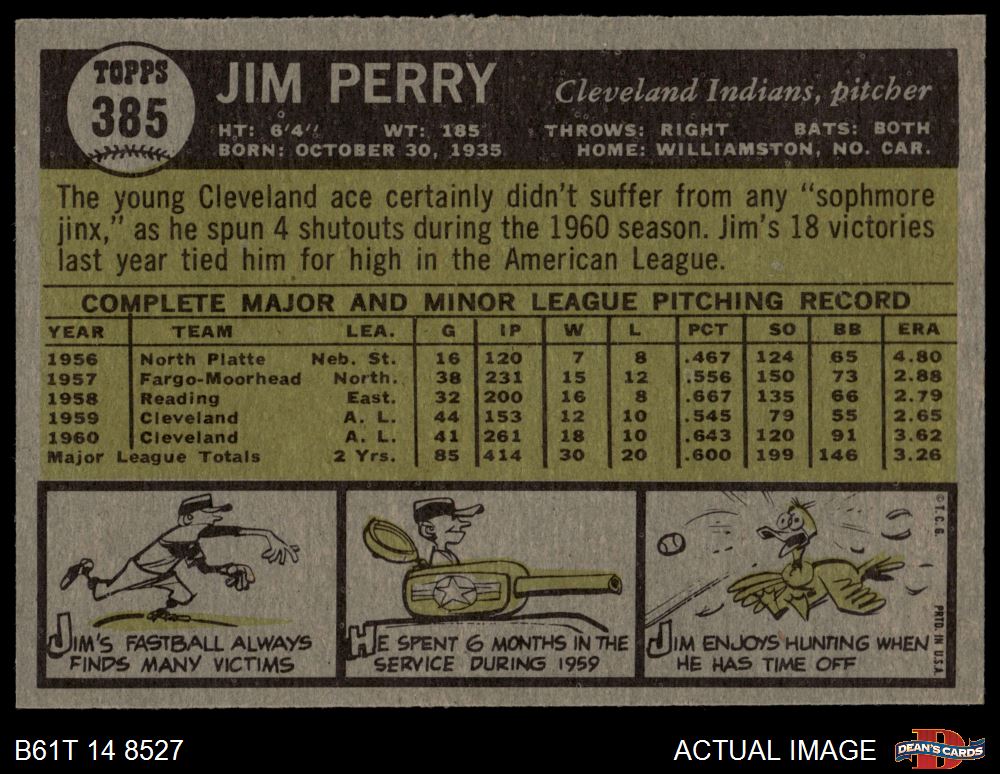 TOPPS
385
JIM PERRY
Cleveland Indians, pitcher
HT: 6'4" WT: 185 THROWS: RIGHT BATS: BOTH
BORN: OCTOBER 30, 1935 HOME: WILLIAMSTON, NO. CAR.
The young Cleveland ace certainly didn't suffer from any "sophmore
jinx," as he spun 4 shutouts during the 1960 season. Jim's 18 victories
last year tied him for high in the American League.
COMPLETE MAJOR AND MINOR LEAGUE PITCHING RECORD
YEAR TEAM LEA. G IP W L PCT SO BB ERA
1956 North Platte Neb. St. 16 120 7 8 .467 124 65 4.80
1957 Fargo-Moorhead North. 38 231 15 12 .556 150 73 2.88
1958 Reading East. 32 200 16 8 .667 135 66 2.79
1959 Cleveland A. L. 44 153 12 10 .545 79 55 2.65
1960 Cleveland A. L. 41 261 18 10 .643 120 91 3.62
Major League Totals 2 Yrs. 85 414 30 20 .600 199 146 3.26
JIM'S FASTBALL ALWAYS
FINDS MANY VICTIMS
HE SPENT 6 MONTHS IN THE
SERVICE DURING 1959
JIM ENJOYS HUNTING WHEN
HE HAS TIME OFF
© T. C. G. PRTD. IN U.S.A.
B61T 14 8527
ACTUAL IMAGE
DEAN'S CARDS